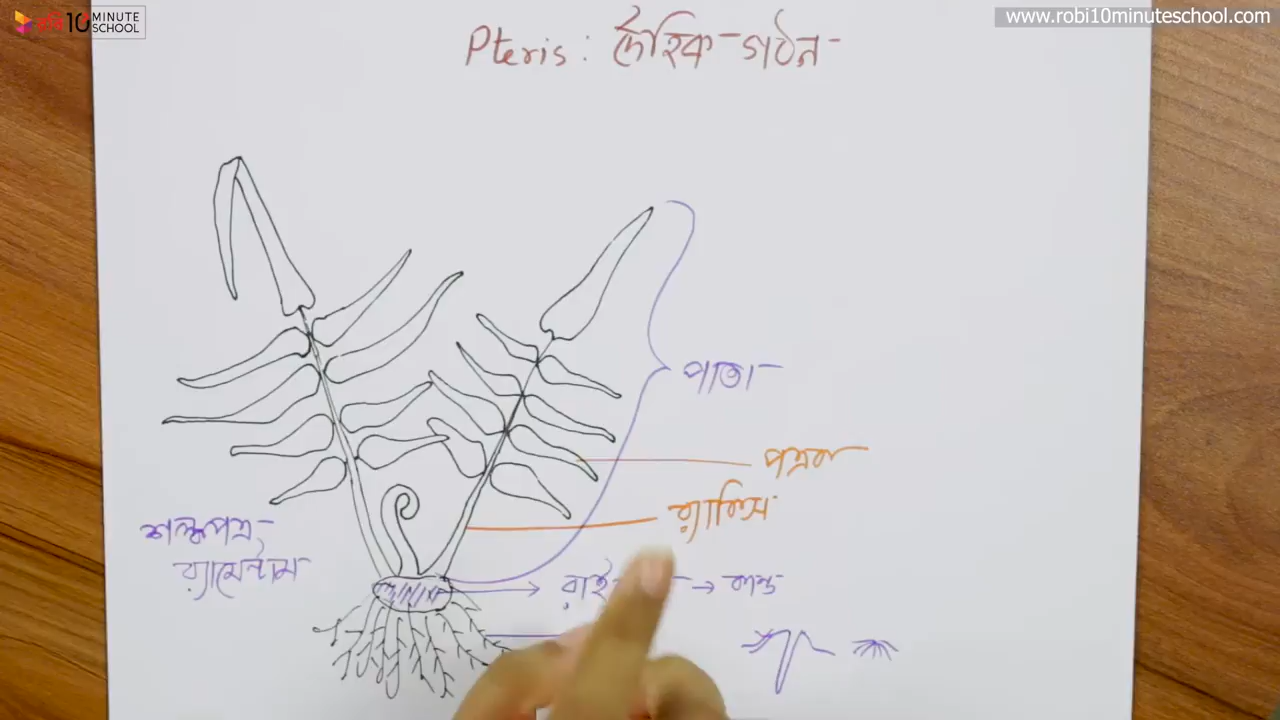 রবি 10 MINUTE SCHOOL
www.robi10minuteschool.com
Pteris: দৈহিক গঠন
পাতা
পত্রক
র‍্যাকিস
শল্কপত্র
র‍্যামেন্টাম
→ কান্ড